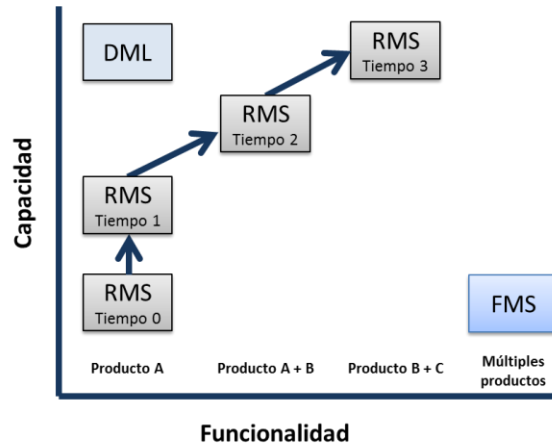 DML
RMS
Tiempo 3
RMS
Tiempo 2
RMS
Tiempo 1
RMS
Tiempo 0
FMS
Capacidad
Producto A
Producto A + B
Producto B + C
Múltiples
productos
Funcionalidad